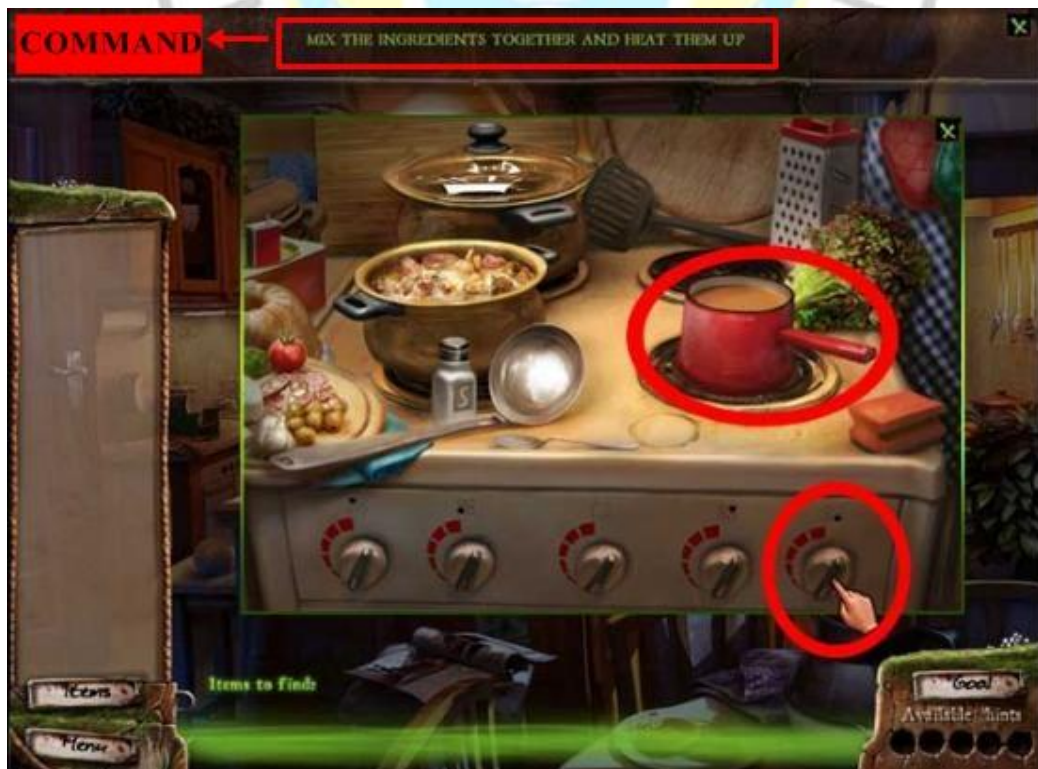 COMMAND
MIX THE INGREDIENTS TOGETHER AND HEAT THEM UP
S
Items to find:
Items
Menu
Goal
Available hints